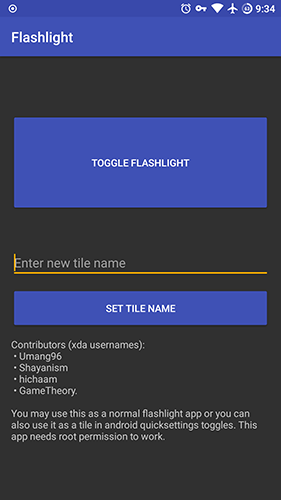 9:34
Flashlight
TOGGLE FLASHLIGHT
Enter new tile name
SET TILE NAME
Contributors (xda usernames):
• Umang96
• Shayanism
• hichaam
• GameTheory.
You may use this as a normal flashlight app or you can
also use it as a tile in android quicksettings toggles. This
app needs root permission to work.